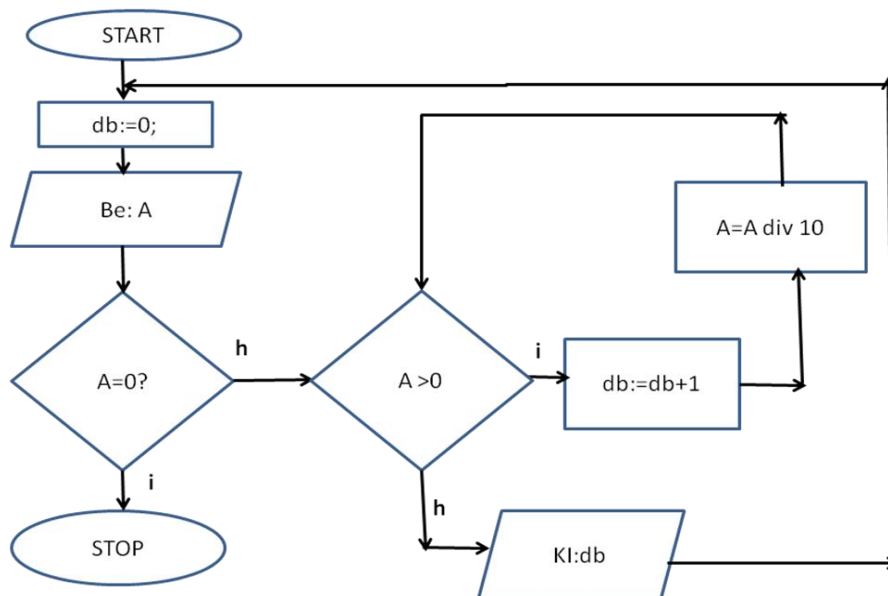 START
db:=0;
Be: A
A=0?
h
i
STOP
A >0
i
db:=db+1
A=A div 10
h
KI:db